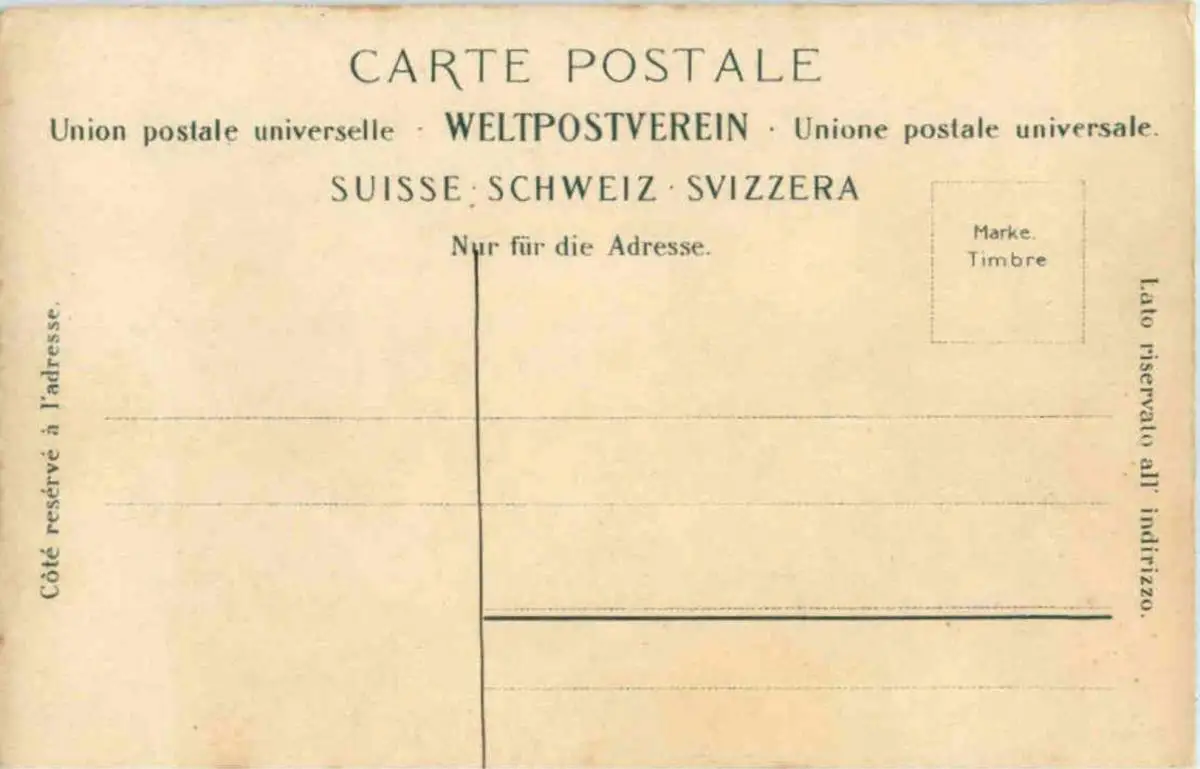 CARTE POSTALE
Union postale universelle · WELTPOSTVEREIN · Unione postale universale.
SUISSE · SCHWEIZ · SVIZZERA
Nur für die Adresse.
Marke.
Timbre
Côté resérvé à l'adresse.
Lato riservato all' indirizzo.